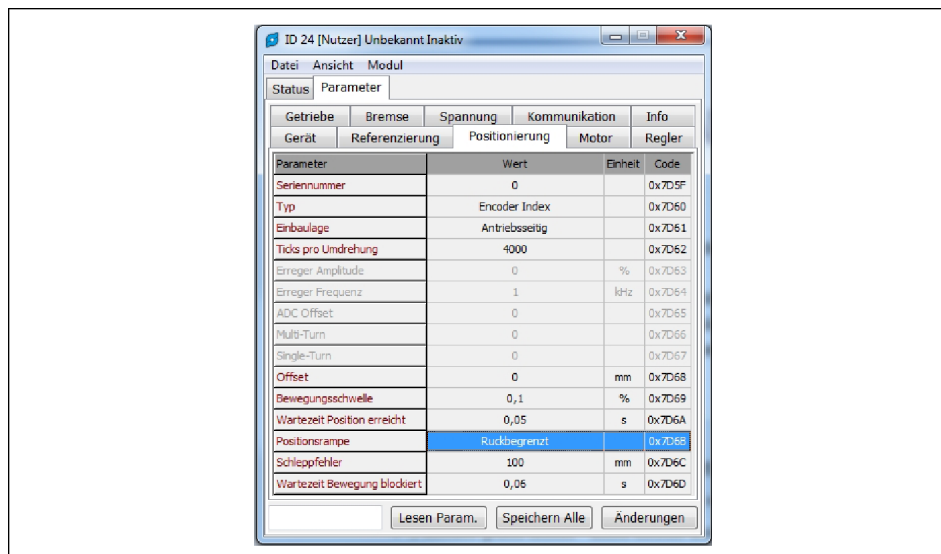 ID 24 [Nutzer] Unbekannt Inaktiv
Datei Ansicht Modul
Status Parameter
Getriebe Bremse Spannung Kommunikation Info
Gerät Referenzierung Positionierung Motor Regler
Parameter Wert Einheit Code
Seriennummer 0 0x7D5F
Typ Encoder Index 0x7D60
Einbaulage Antriebsseitig 0x7D61
Ticks pro Umdrehung 4000 0x7D62
Erreger Amplitude 0 % 0x7D63
Erreger Frequenz 1 kHz 0x7D64
ADC Offset 0 0x7D65
Multi-Turn 0 0x7D66
Single-Turn 0 0x7D67
Offset 0 mm 0x7D68
Bewegungsschwelle 0,1 % 0x7D69
Wartezeit Position erreicht 0,05 s 0x7D6A
Positionsrampe Ruckbegrenzt 0x7D6B
Schleppfehler 100 mm 0x7D6C
Wartezeit Bewegung blockiert 0,06 s 0x7D6D
Lesen Param. Speichern Alle Änderungen